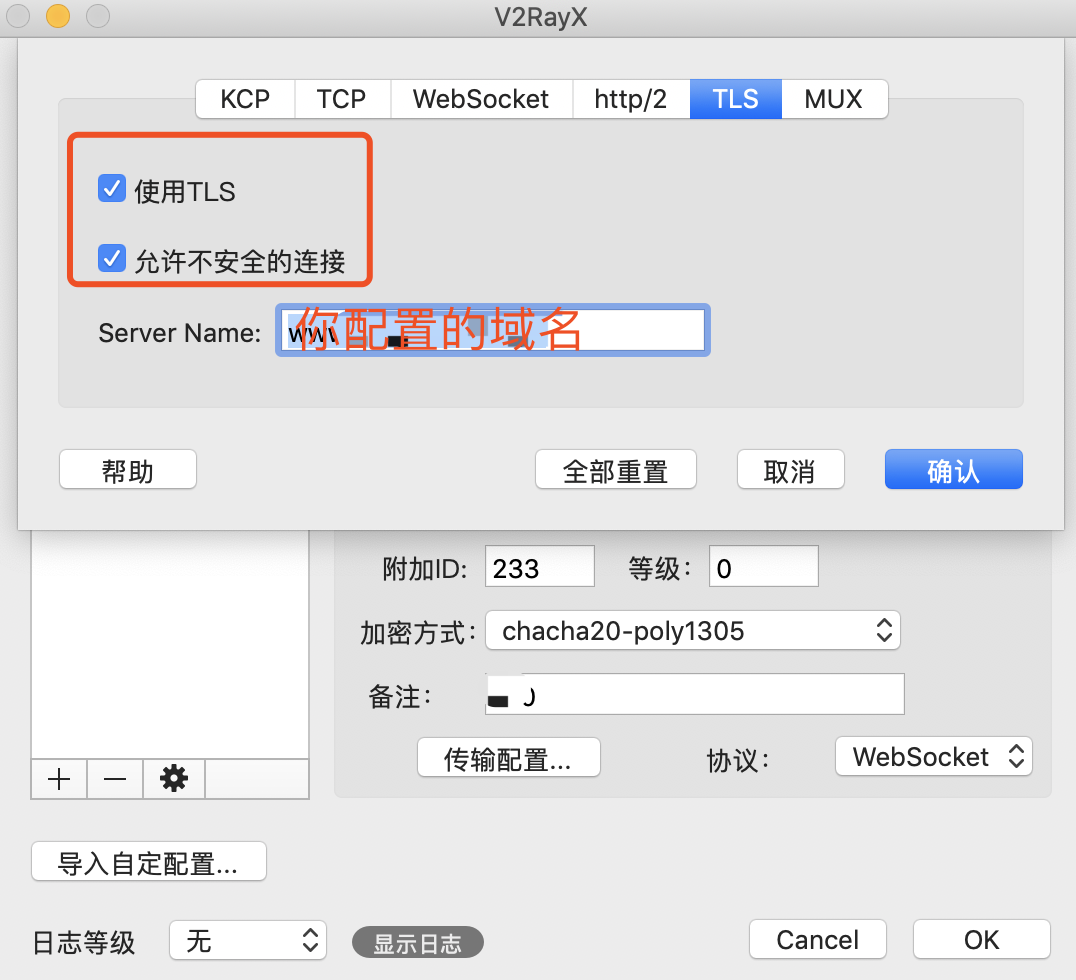 V2RayX
KCP TCP WebSocket http/2 TLS MUX
使用TLS
允许不安全的连接
Server Name: 你配置的域名
帮助 全部重置 取消 确认
附加ID: 233 等级: 0
加密方式: chacha20-poly1305
备注:
传输配置... 协议: WebSocket
导入自定配置...
日志等级 无 显示日志 Cancel OK